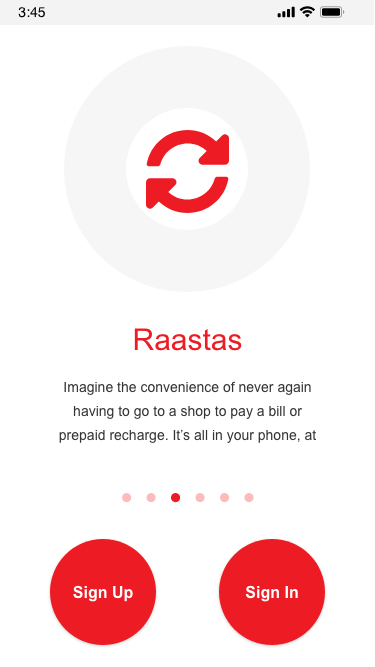 3:45
Raastas
Imagine the convenience of never again
having to go to a shop to pay a bill or
prepaid recharge. It’s all in your phone, at
Sign Up
Sign In